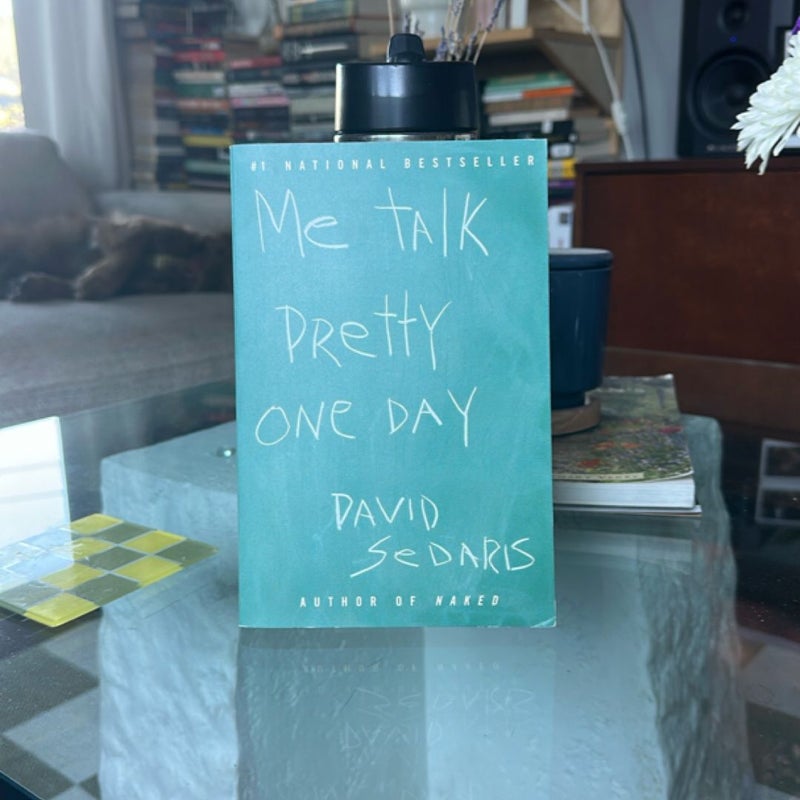 #1 NATIONAL BESTSELLER
Me TALK
PRettY
ONe DAY
DAVID
SeDARIS
AUTHOR OF NAKED